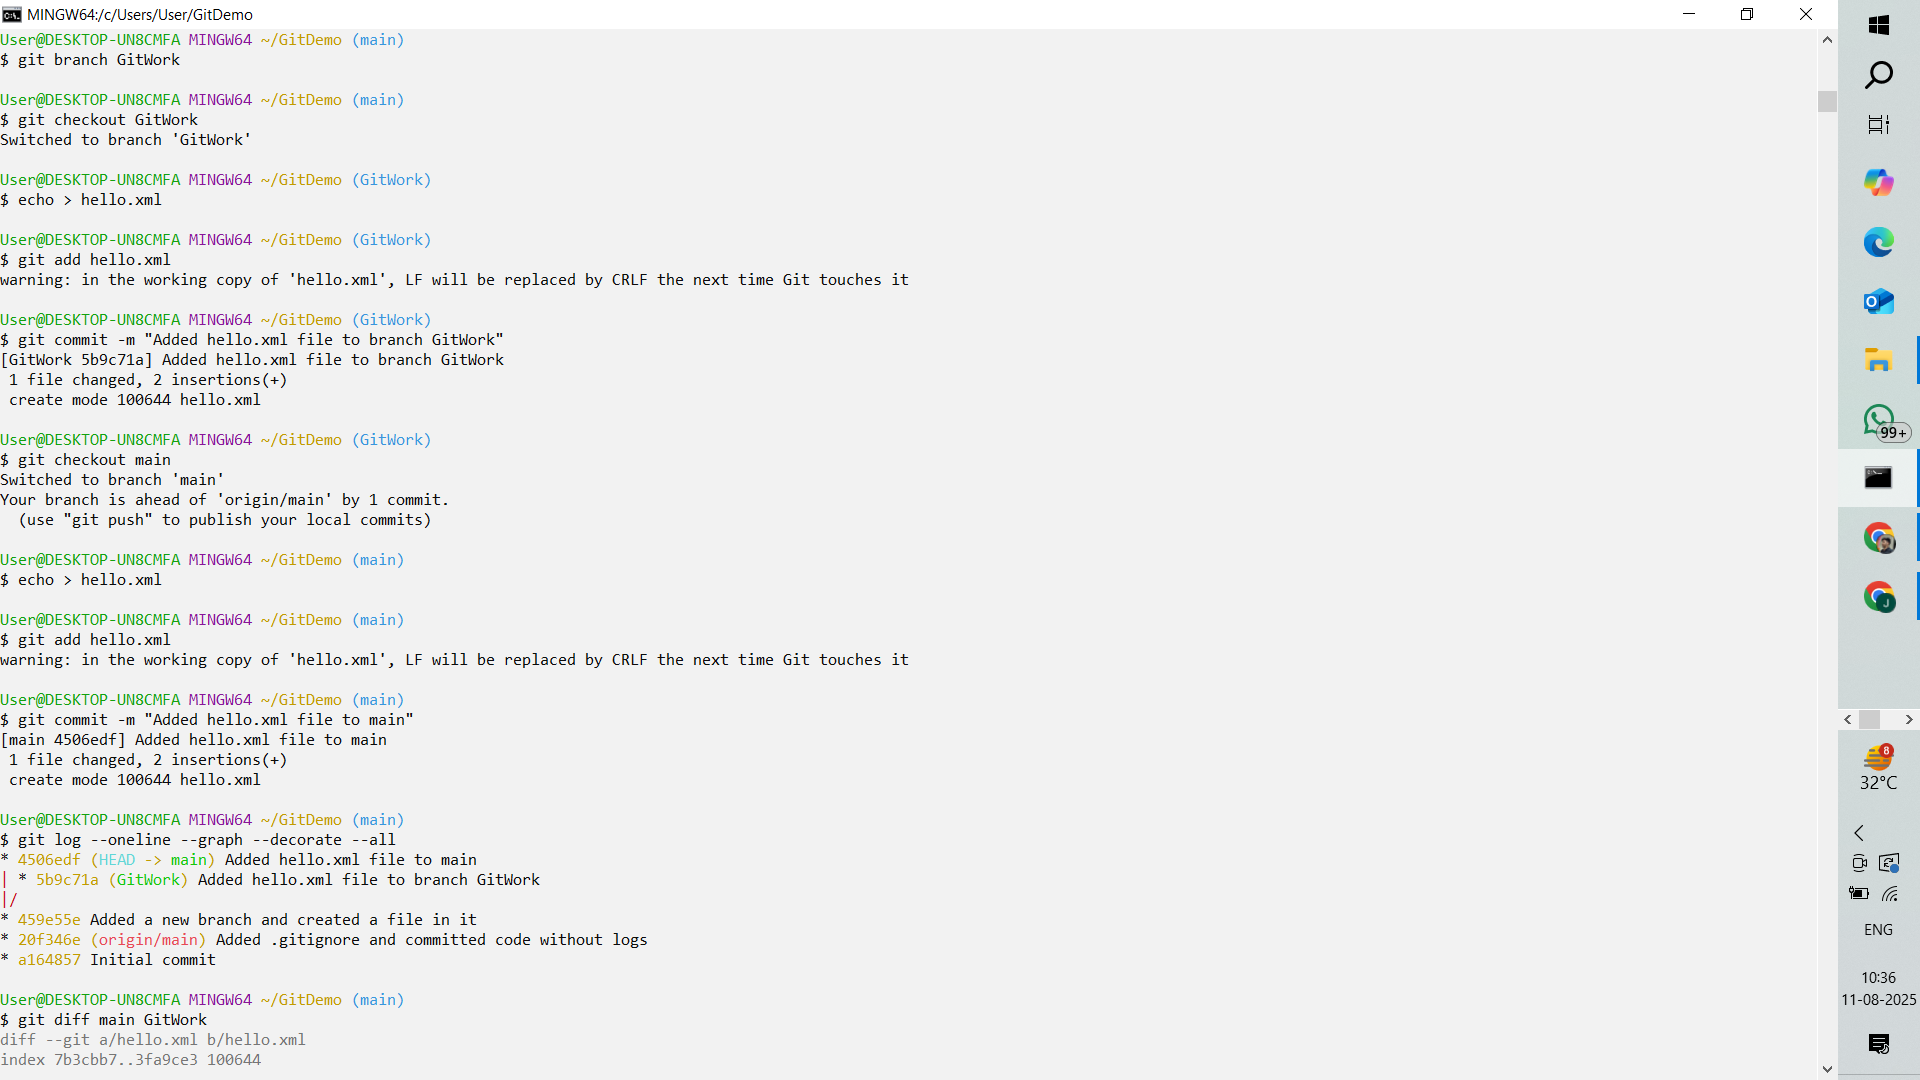 MINGW64:/c/Users/User/GitDemo
User@DESKTOP-UN8CMFA MINGW64 ~/GitDemo (main)
$ git branch GitWork
User@DESKTOP-UN8CMFA MINGW64 ~/GitDemo (main)
$ git checkout GitWork
Switched to branch 'GitWork'
User@DESKTOP-UN8CMFA MINGW64 ~/GitDemo (GitWork)
$ echo > hello.xml
User@DESKTOP-UN8CMFA MINGW64 ~/GitDemo (GitWork)
$ git add hello.xml
warning: in the working copy of 'hello.xml', LF will be replaced by CRLF the next time Git touches it
User@DESKTOP-UN8CMFA MINGW64 ~/GitDemo (GitWork)
$ git commit -m "Added hello.xml file to branch GitWork"
[GitWork 5b9c71a] Added hello.xml file to branch GitWork
 1 file changed, 2 insertions(+)
 create mode 100644 hello.xml
User@DESKTOP-UN8CMFA MINGW64 ~/GitDemo (GitWork)
$ git checkout main
Switched to branch 'main'
Your branch is ahead of 'origin/main' by 1 commit.
  (use "git push" to publish your local commits)
User@DESKTOP-UN8CMFA MINGW64 ~/GitDemo (main)
$ echo > hello.xml
User@DESKTOP-UN8CMFA MINGW64 ~/GitDemo (main)
$ git add hello.xml
warning: in the working copy of 'hello.xml', LF will be replaced by CRLF the next time Git touches it
User@DESKTOP-UN8CMFA MINGW64 ~/GitDemo (main)
$ git commit -m "Added hello.xml file to main"
[main 4506edf] Added hello.xml file to main
 1 file changed, 2 insertions(+)
 create mode 100644 hello.xml
User@DESKTOP-UN8CMFA MINGW64 ~/GitDemo (main)
$ git log --oneline --graph --decorate --all
* 4506edf (HEAD -> main) Added hello.xml file to main
| * 5b9c71a (GitWork) Added hello.xml file to branch GitWork
|/
* 459e55e Added a new branch and created a file in it
* 20f346e (origin/main) Added .gitignore and committed code without logs
* a164857 Initial commit
User@DESKTOP-UN8CMFA MINGW64 ~/GitDemo (main)
$ git diff main GitWork
diff --git a/hello.xml b/hello.xml
index 7b3cbb7..3fa9ce3 100644
99+
J
8
32°C
ENG
10:36
11-08-2025